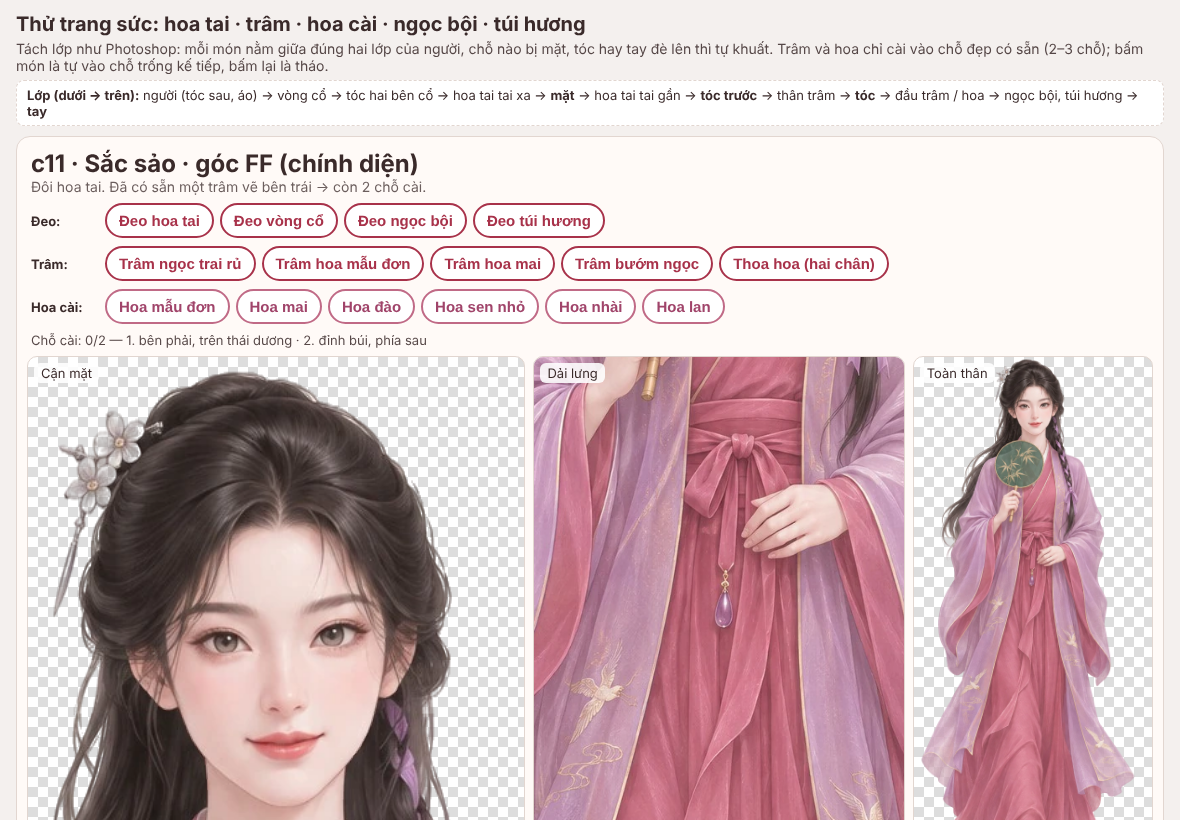 Thử trang sức: hoa tai · trâm · hoa cài · ngọc bội · túi hương
Tách lớp như Photoshop: mỗi món nằm giữa đúng hai lớp của người, chỗ nào bị mặt, tóc hay tay đè lên thì tự khuất. Trâm và hoa chỉ cài vào chỗ đẹp có sẵn (2–3 chỗ); bấm
món là tự vào chỗ trống kế tiếp, bấm lại là tháo.
Lớp (dưới → trên): người (tóc sau, áo) → vòng cổ → tóc hai bên cổ → hoa tai tai xa → mặt → hoa tai tai gần → tóc trước → thân trâm → tóc → đầu trâm / hoa → ngọc bội, túi hương →
tay
c11 · Sắc sảo · góc FF (chính diện)
Đôi hoa tai. Đã có sẵn một trâm vẽ bên trái → còn 2 chỗ cài.
Đeo: Đeo hoa tai Đeo vòng cổ Đeo ngọc bội Đeo túi hương
Trâm: Trâm ngọc trai rủ Trâm hoa mẫu đơn Trâm hoa mai Trâm bướm ngọc Thoa hoa (hai chân)
Hoa cài: Hoa mẫu đơn Hoa mai Hoa đào Hoa sen nhỏ Hoa nhài Hoa lan
Chỗ cài: 0/2 — 1. bên phải, trên thái dương · 2. đỉnh búi, phía sau
Cận mặt Dải lưng Toàn thân